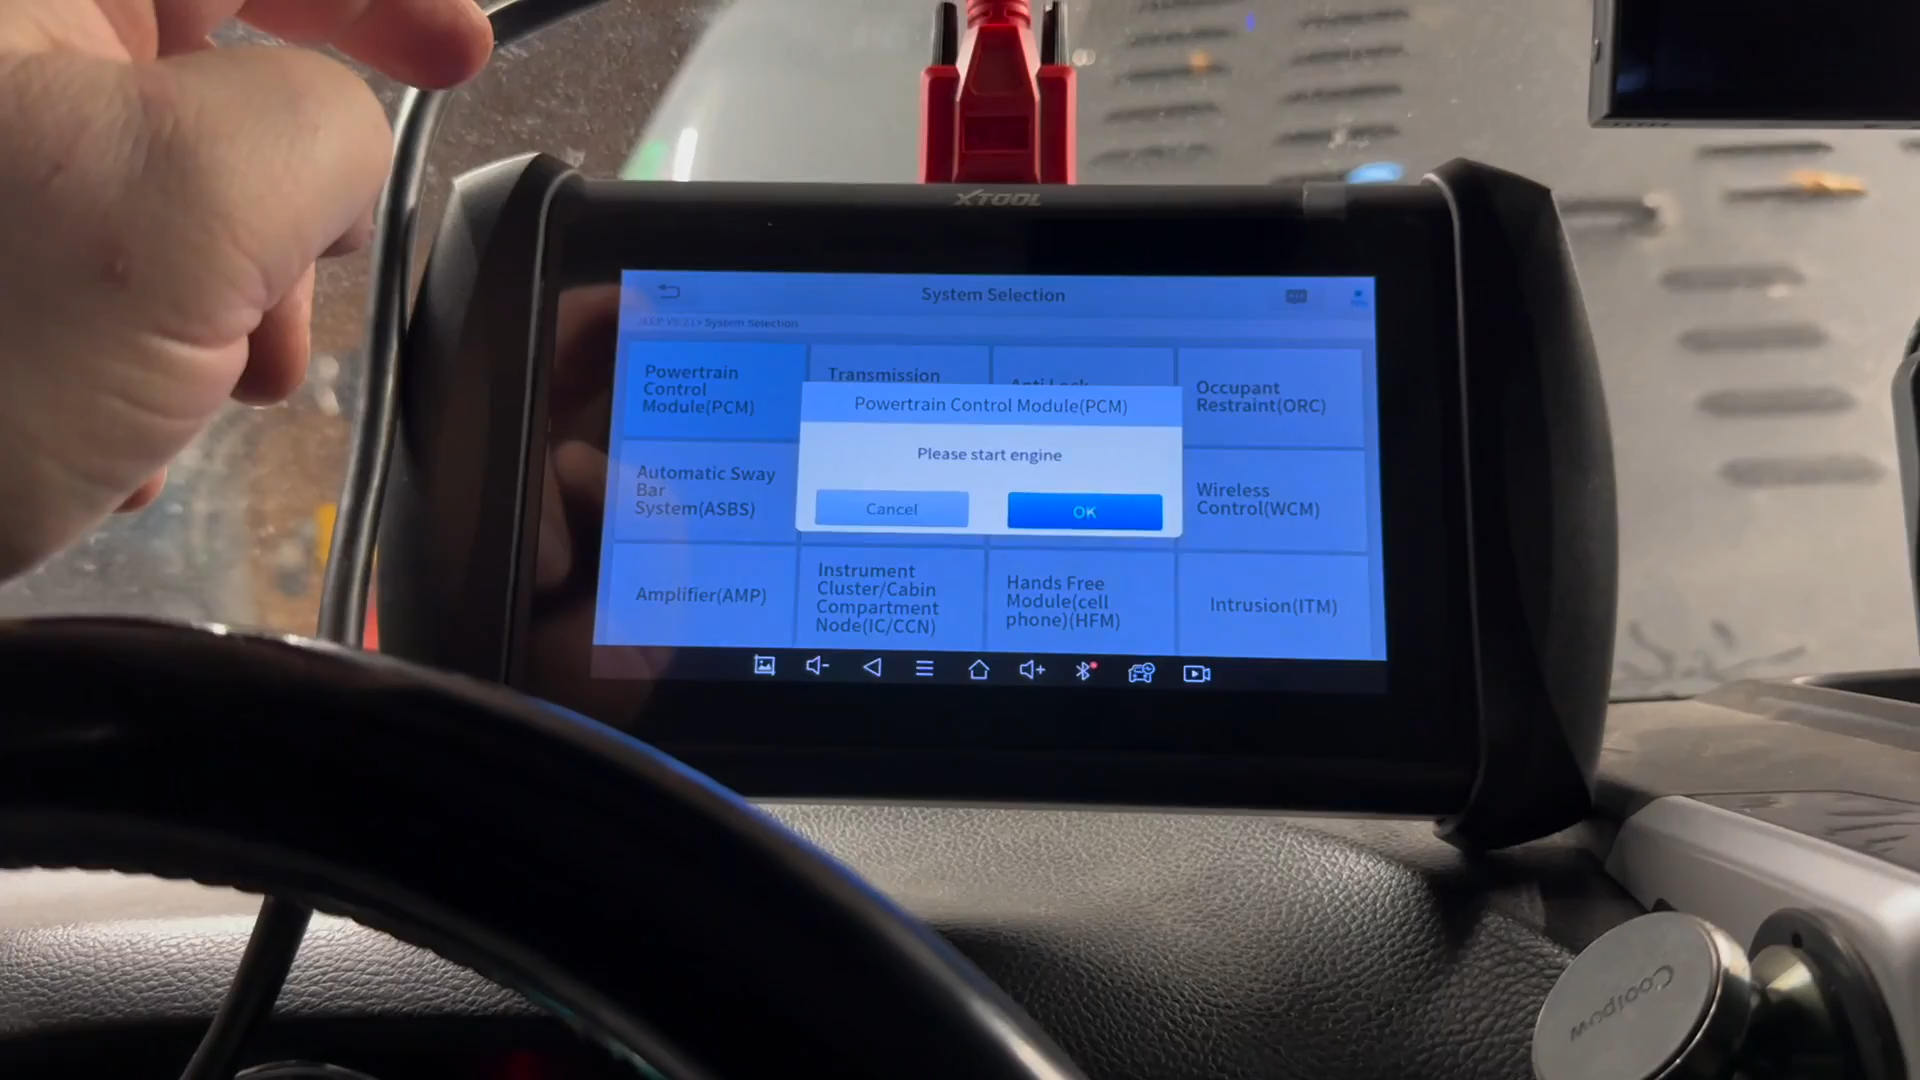 XTOOL
System Selection
JEEP V9.21> System Selection
Powertrain
Control
Module(PCM)
Transmission
Anti Lock
Occupant
Restraint(ORC)
Powertrain Control Module(PCM)
Please start engine
Cancel
OK
Automatic Sway
Bar
System(ASBS)
Wireless
Control(WCM)
Amplifier(AMP)
Instrument
Cluster/Cabin
Compartment
Node(IC/CCN)
Hands Free
Module(cell
phone)(HFM)
Intrusion(ITM)
Coolpow